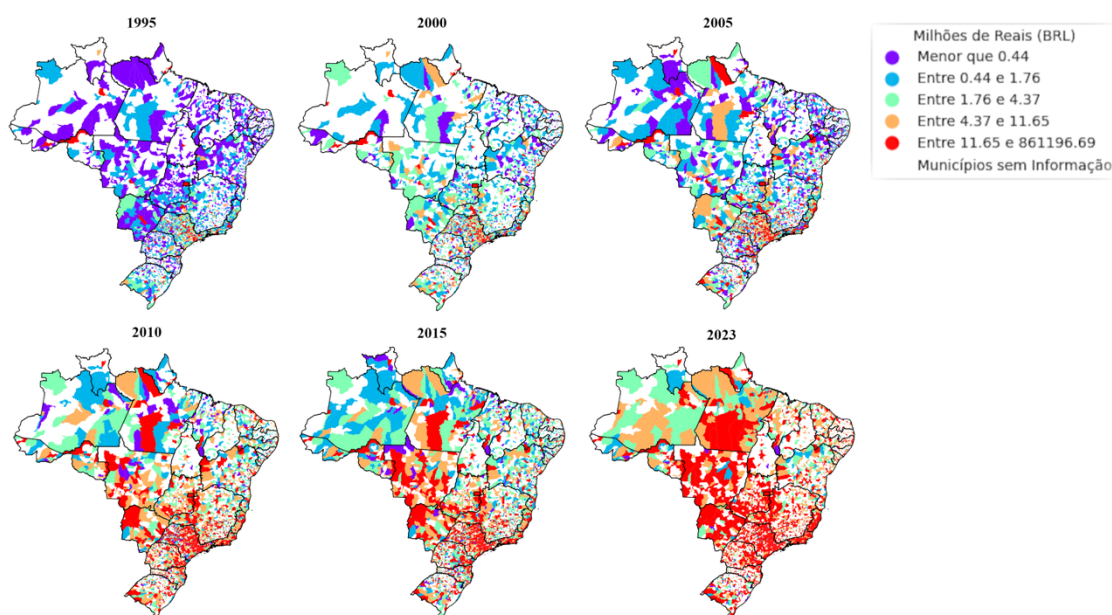 1995
2000
2005
Milhões de Reais (BRL)
Menor que 0.44
Entre 0.44 e 1.76
Entre 1.76 e 4.37
Entre 4.37 e 11.65
Entre 11.65 e 861196.69
Municípios sem Informação
2010
2015
2023